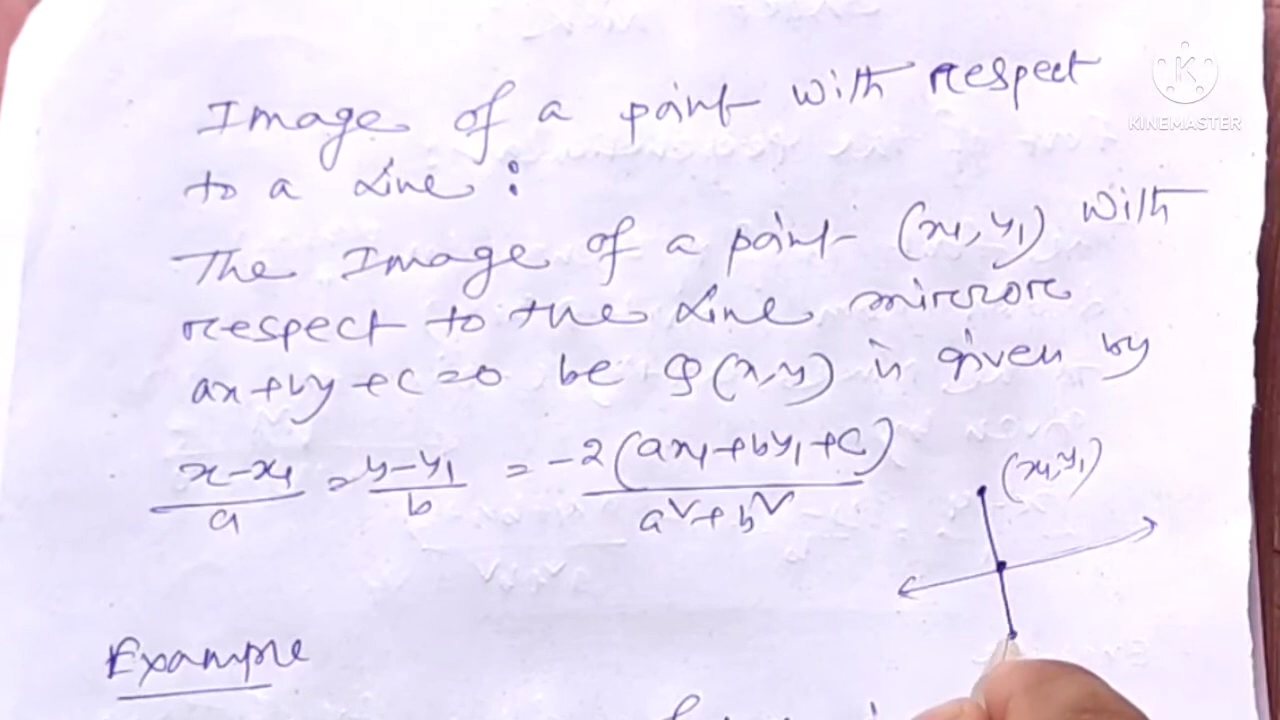 Image of a point with respect
to a Line :
The Image of a point (x₁, y₁) with
respect to the Line mirror
ax+by+c=0 be Q(x,y) is given by
x-x₁/a = y-y₁/b = -2(ax₁+by₁+c)/a²+b²
(x₁,y₁)
Example
of
KINEMASTER